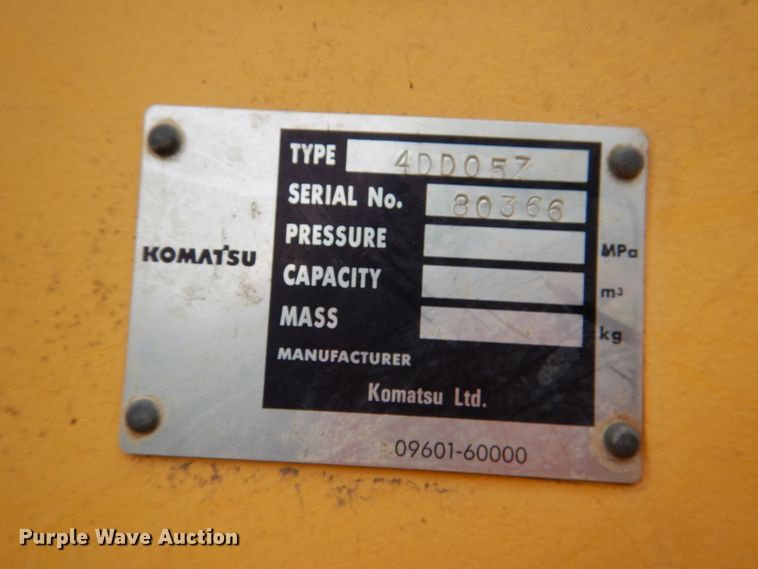 KOMATSU
TYPE 4DD05Z
SERIAL No. 80366
PRESSURE MPa
CAPACITY m³
MASS kg
MANUFACTURER
Komatsu Ltd.
09601-60000
Purple Wave Auction